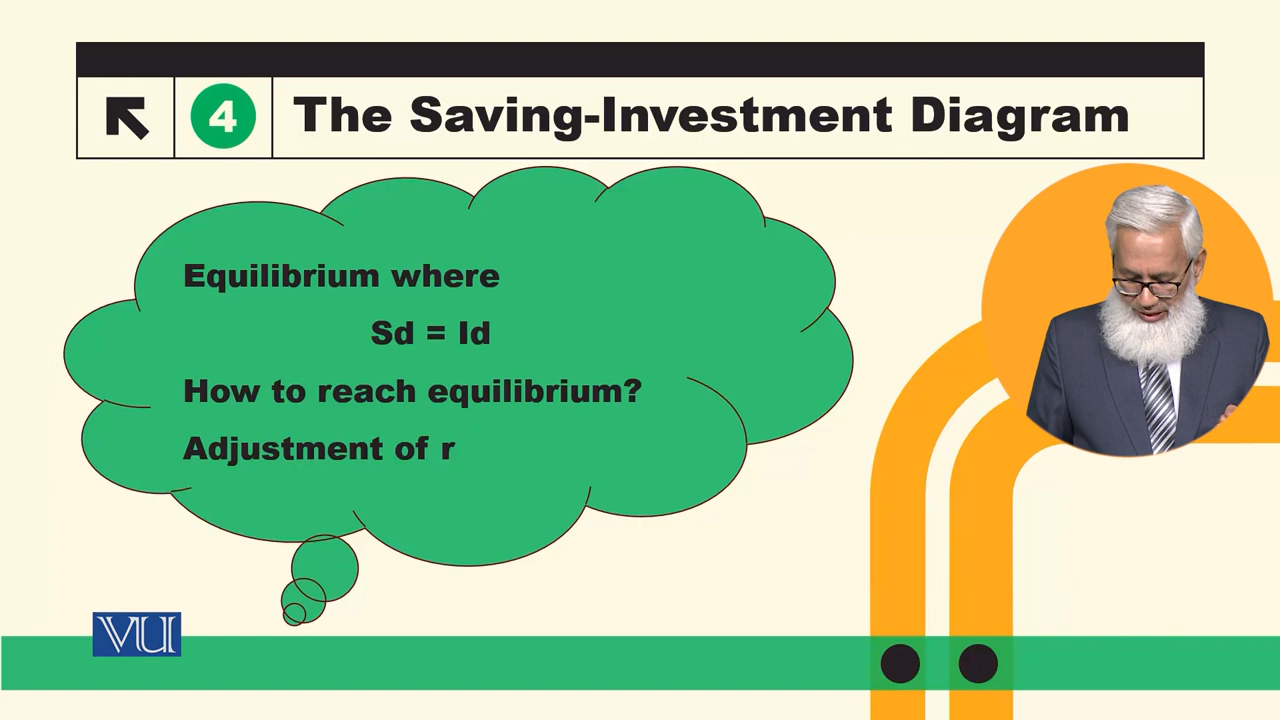 4
The Saving-Investment Diagram
Equilibrium where
Sd = Id
How to reach equilibrium?
Adjustment of r
VU